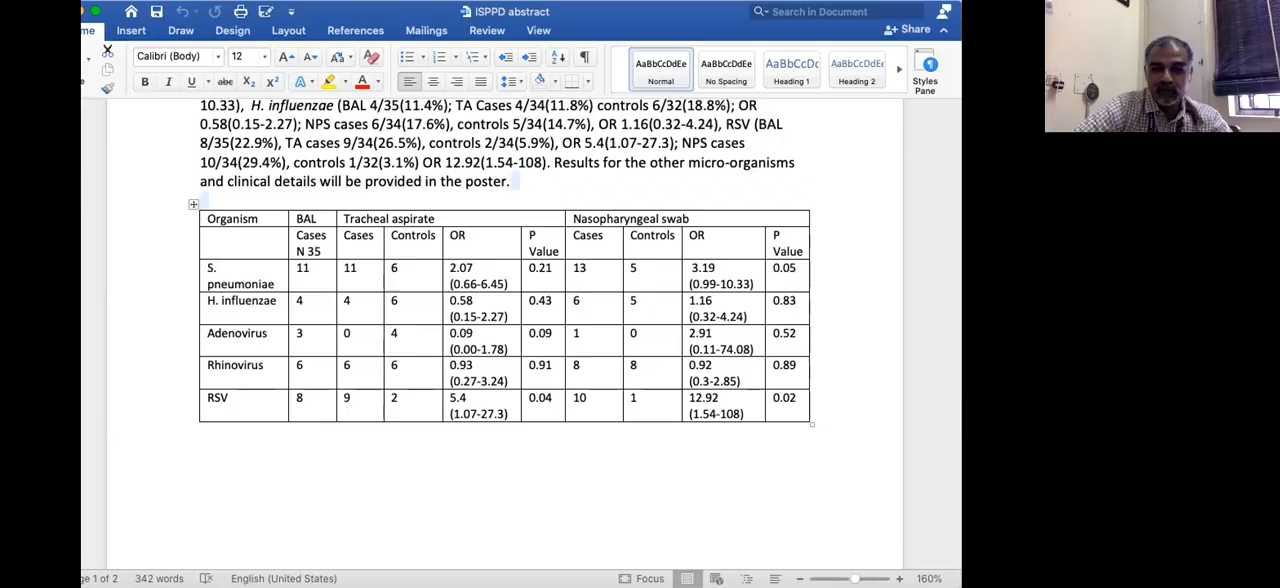 ISPPD abstract
Search in Document
me Insert Draw Design Layout References Mailings Review View
Share
Calibri (Body) 12
AaBbCcDdEe AaBbCcDdEe AaBbCcDc AaBbCcDdE
Normal No Spacing Heading 1 Heading 2
Styles Pane
10.33), H. influenzae (BAL 4/35(11.4%); TA Cases 4/34(11.8%) controls 6/32(18.8%); OR
0.58(0.15-2.27); NPS cases 6/34(17.6%), controls 5/34(14.7%), OR 1.16(0.32-4.24), RSV (BAL
8/35(22.9%), TA cases 9/34(26.5%), controls 2/34(5.9%), OR 5.4(1.07-27.3); NPS cases
10/34(29.4%), controls 1/32(3.1%) OR 12.92(1.54-108). Results for the other micro-organisms
and clinical details will be provided in the poster.
Organism BAL Tracheal aspirate Nasopharyngeal swab
Cases Cases Controls OR P Cases Controls OR P
N 35 Value Value
S. 11 11 6 2.07 0.21 13 5 3.19 0.05
pneumoniae (0.66-6.45) (0.99-10.33)
H. influenzae 4 4 6 0.58 0.43 6 5 1.16 0.83
(0.15-2.27) (0.32-4.24)
Adenovirus 3 0 4 0.09 0.09 1 0 2.91 0.52
(0.00-1.78) (0.11-74.08)
Rhinovirus 6 6 6 0.93 0.91 8 8 0.92 0.89
(0.27-3.24) (0.3-2.85)
RSV 8 9 2 5.4 0.04 10 1 12.92 0.02
(1.07-27.3) (1.54-108)
ge 1 of 2 342 words English (United States) Focus 160%